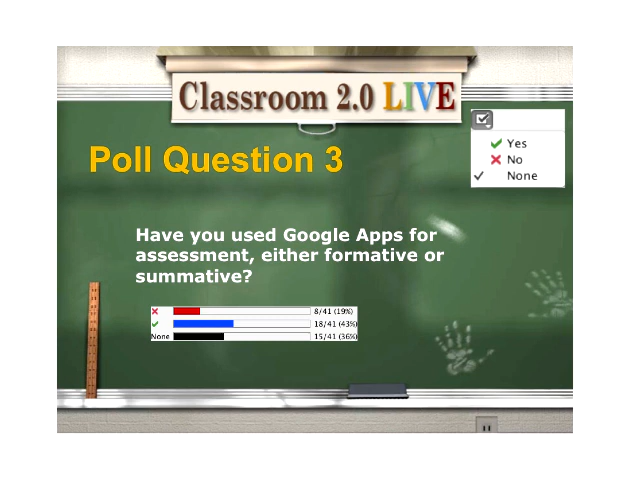 Classroom 2.0 LIVE
Yes
No
None
Poll Question 3
Have you used Google Apps for
assessment, either formative or
summative?
8/41 (19%)
18/41 (43%)
None 15/41 (36%)